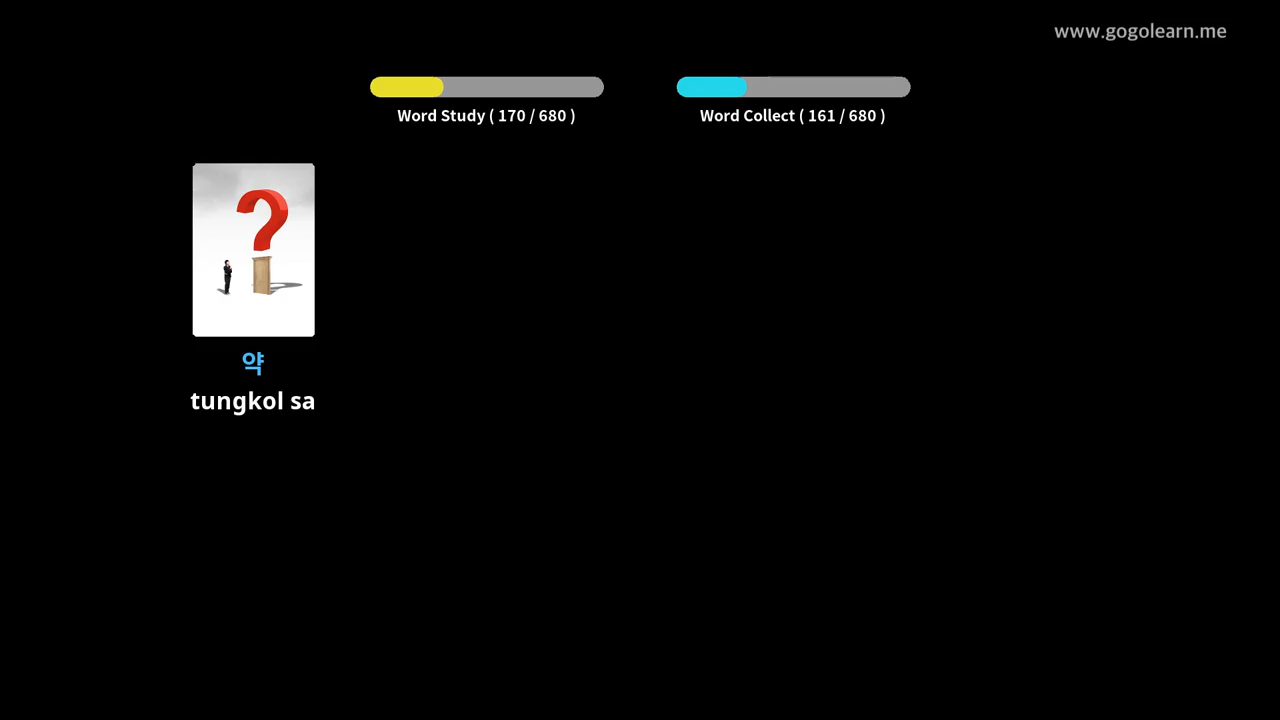 www.gogolearn.me
Word Study ( 170 / 680 )
Word Collect ( 161 / 680 )
약
tungkol sa